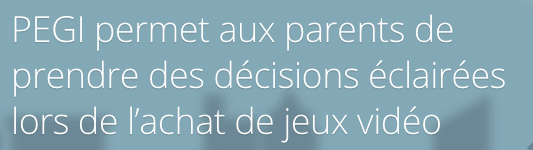 PEGI permet aux parents de
prendre des décisions éclairées
lors de l’achat de jeux vidéo